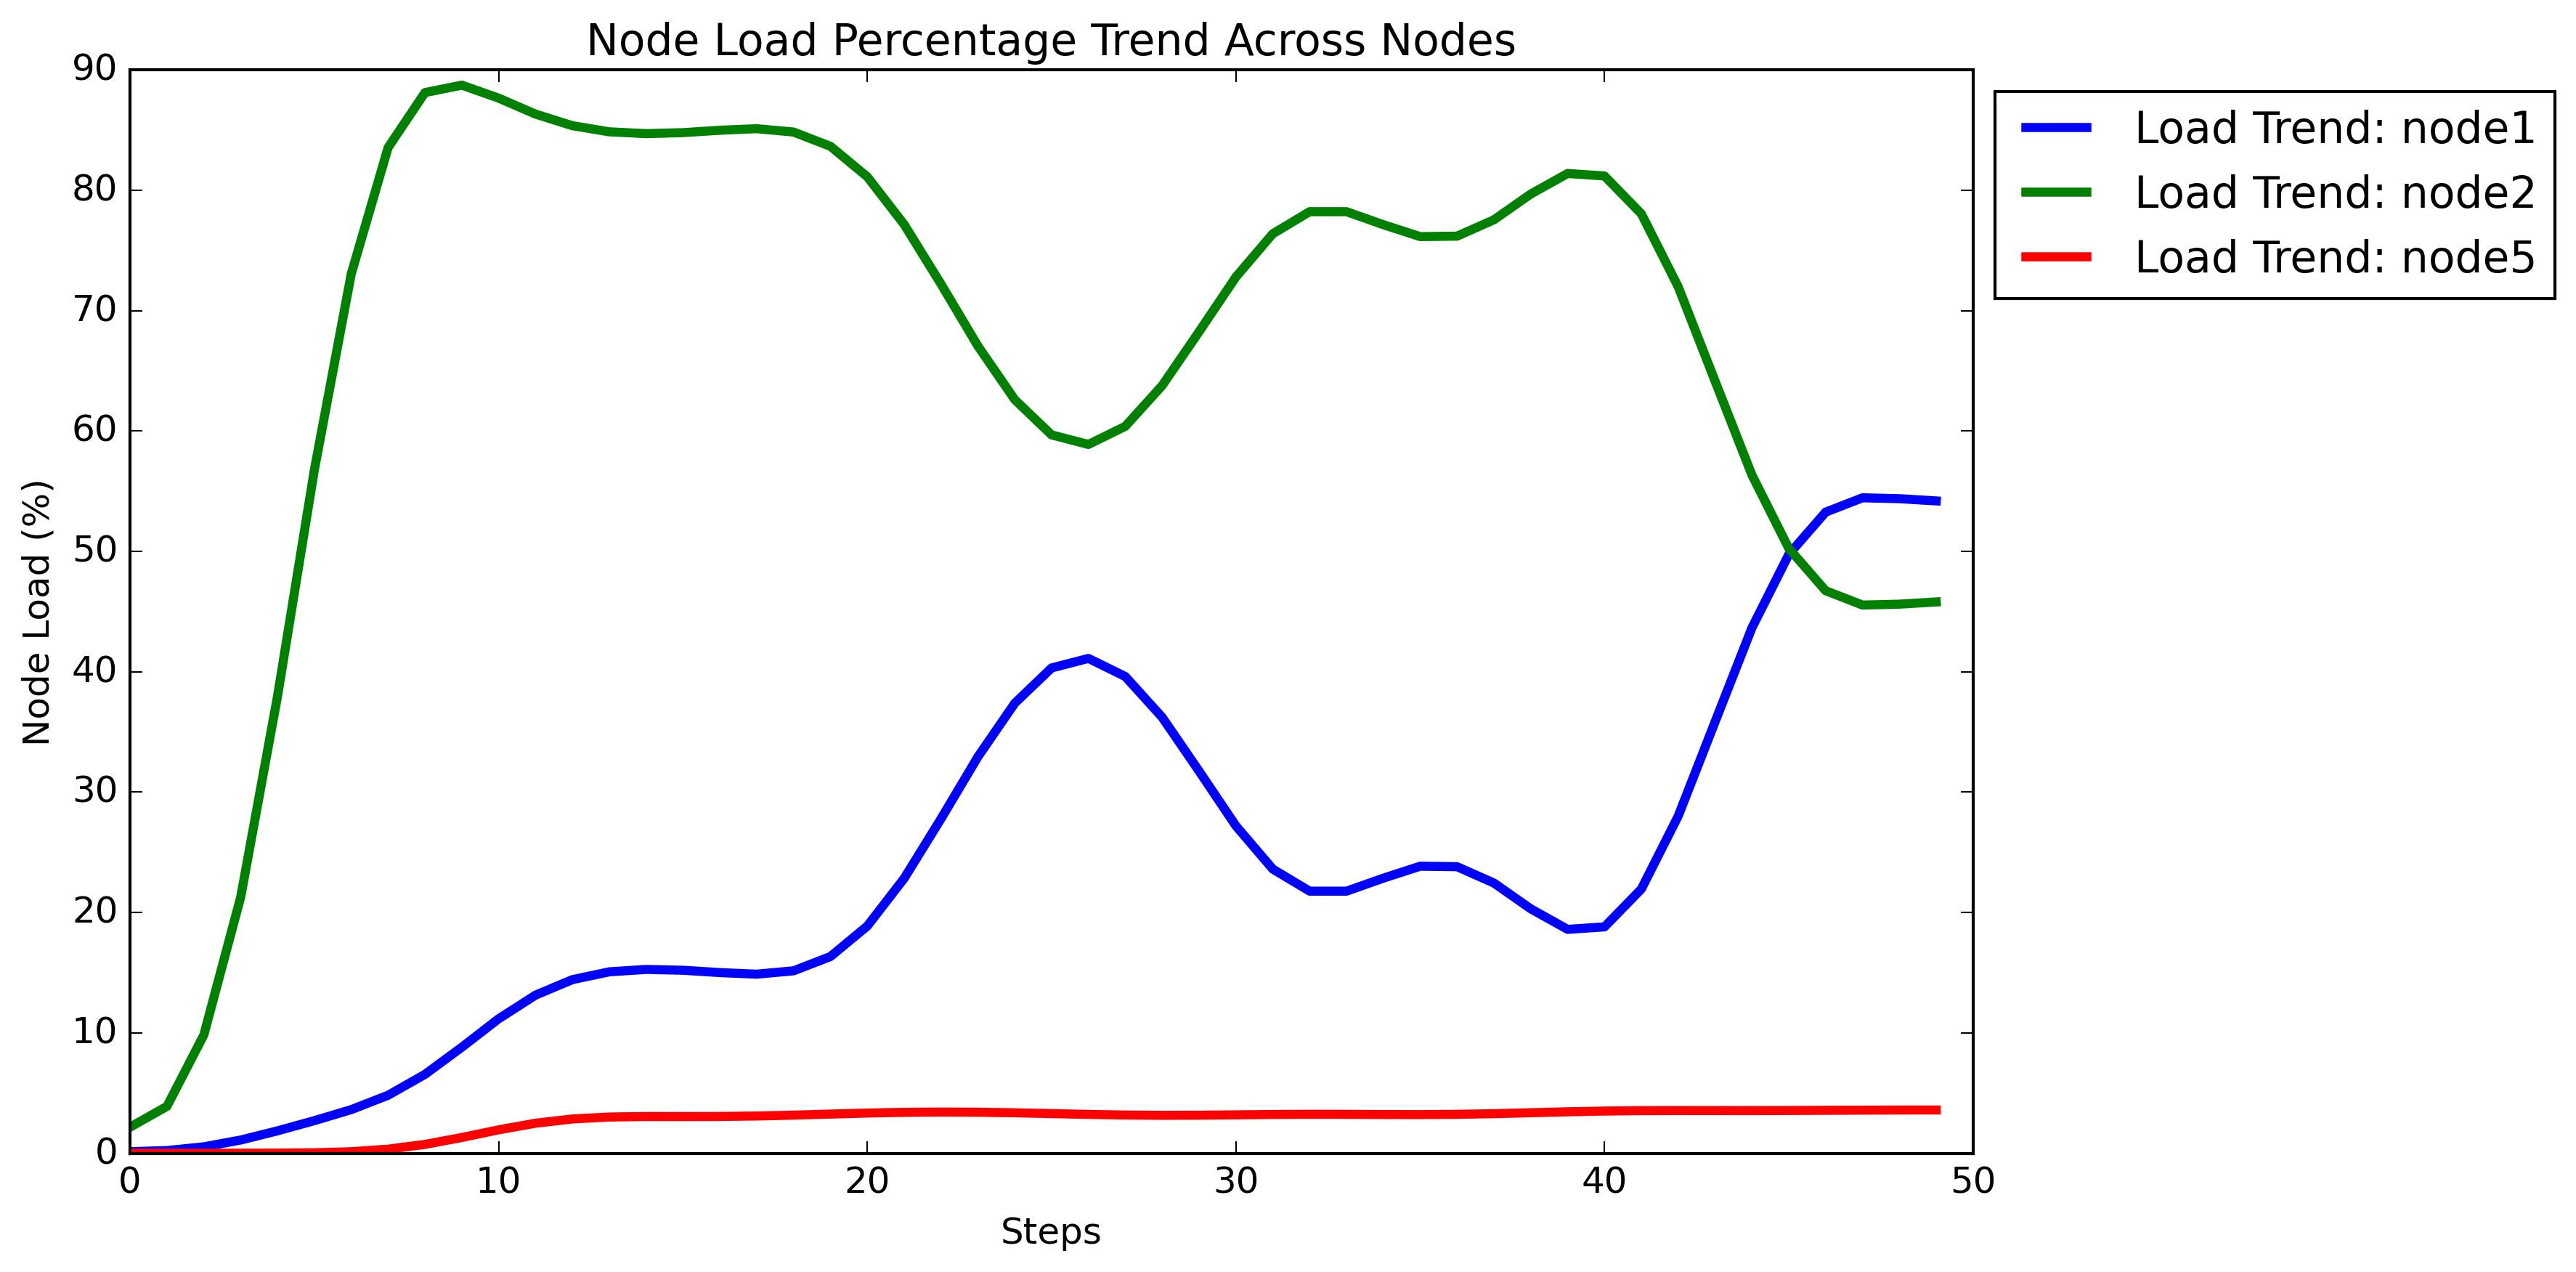 Node Load Percentage Trend Across Nodes
90
80
70
60
50
40
30
20
10
0
Node Load (%)
0 10 20 30 40 50
Steps
Load Trend: node1
Load Trend: node2
Load Trend: node5